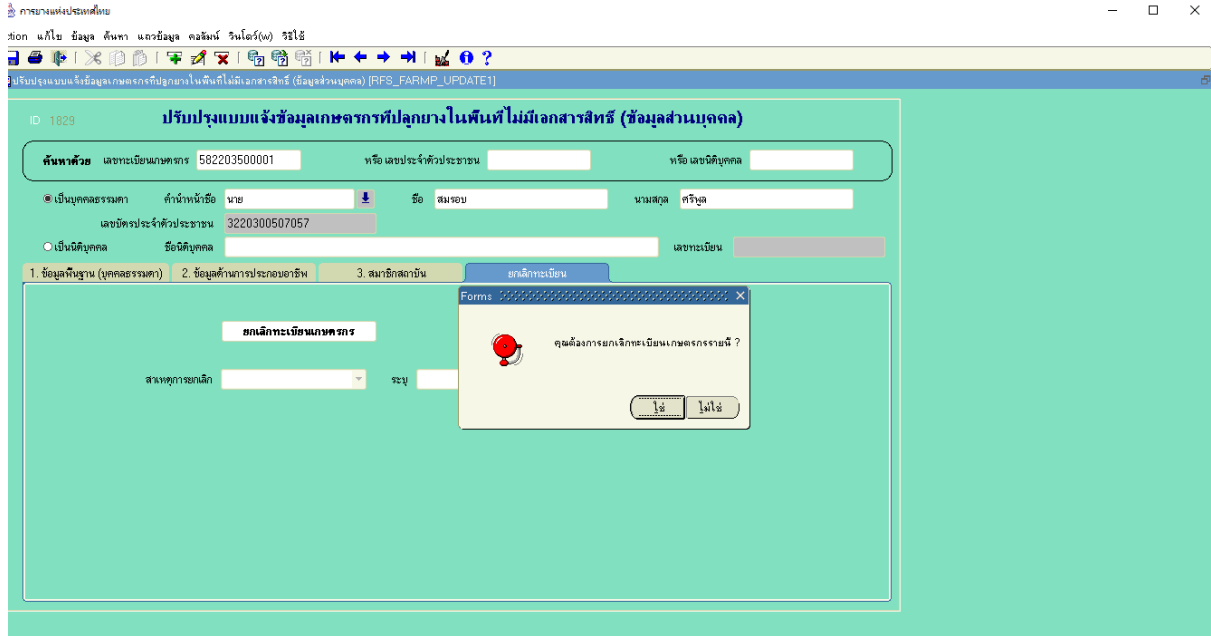 การยางแห่งประเทศไทย
ction แก้ไข ข้อมูล ค้นหา แถวข้อมูล คอลัมน์ วินโดว์(w) วิธีใช้
ปรับปรุงแบบแจ้งข้อมูลเกษตรกรที่ปลูกยางในพื้นที่ไม่มีเอกสารสิทธิ์ (ข้อมูลส่วนบุคคล) [RFS_FARMP_UPDATE1]
ID 1829 ปรับปรุงแบบแจ้งข้อมูลเกษตรกรที่ปลูกยางในพื้นที่ไม่มีเอกสารสิทธิ์ (ข้อมูลส่วนบุคคล)
ค้นหาด้วย เลขทะเบียนเกษตรกร 582203500001 หรือ เลขประจำตัวประชาชน หรือ เลขนิติบุคคล
เป็นบุคคลธรรมดา คำนำหน้าชื่อ นาย ชื่อ สมรอบ นามสกุล ศรีพูล
เลขบัตรประจำตัวประชาชน 3220300507057
เป็นนิติบุคคล ชื่อนิติบุคคล เลขทะเบียน
1. ข้อมูลพื้นฐาน (บุคคลธรรมดา) 2. ข้อมูลด้านการประกอบอาชีพ 3. สมาชิกสถาบัน ยกเลิกทะเบียน
Forms
ยกเลิกทะเบียนเกษตรกร
คุณต้องการยกเลิกทะเบียนเกษตรกรรายนี้ ?
สาเหตุการยกเลิก ระบุ
ใช่ ไม่ใช่